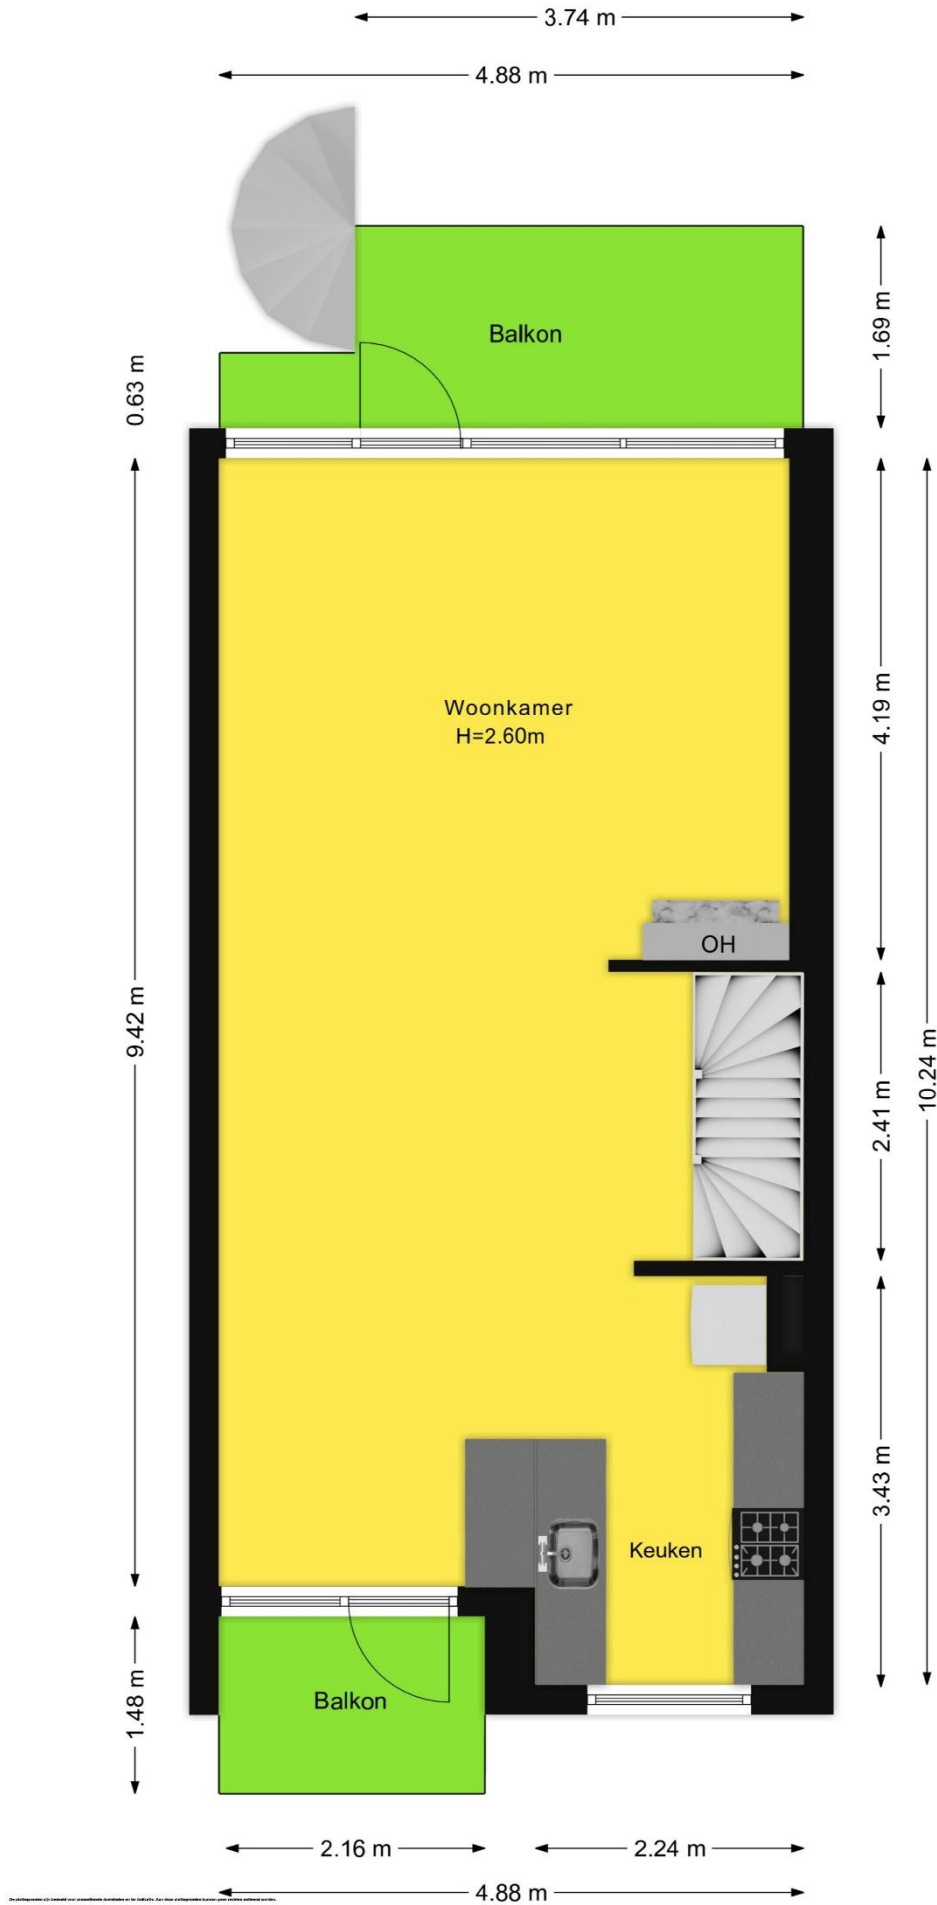 3.74 m
4.88 m
Balkon
1.69 m
0.63 m
Woonkamer
H=2.60m
4.19 m
OH
9.42 m
10.24 m
2.41 m
3.43 m
Keuken
1.48 m
Balkon
2.16 m
2.24 m
4.88 m